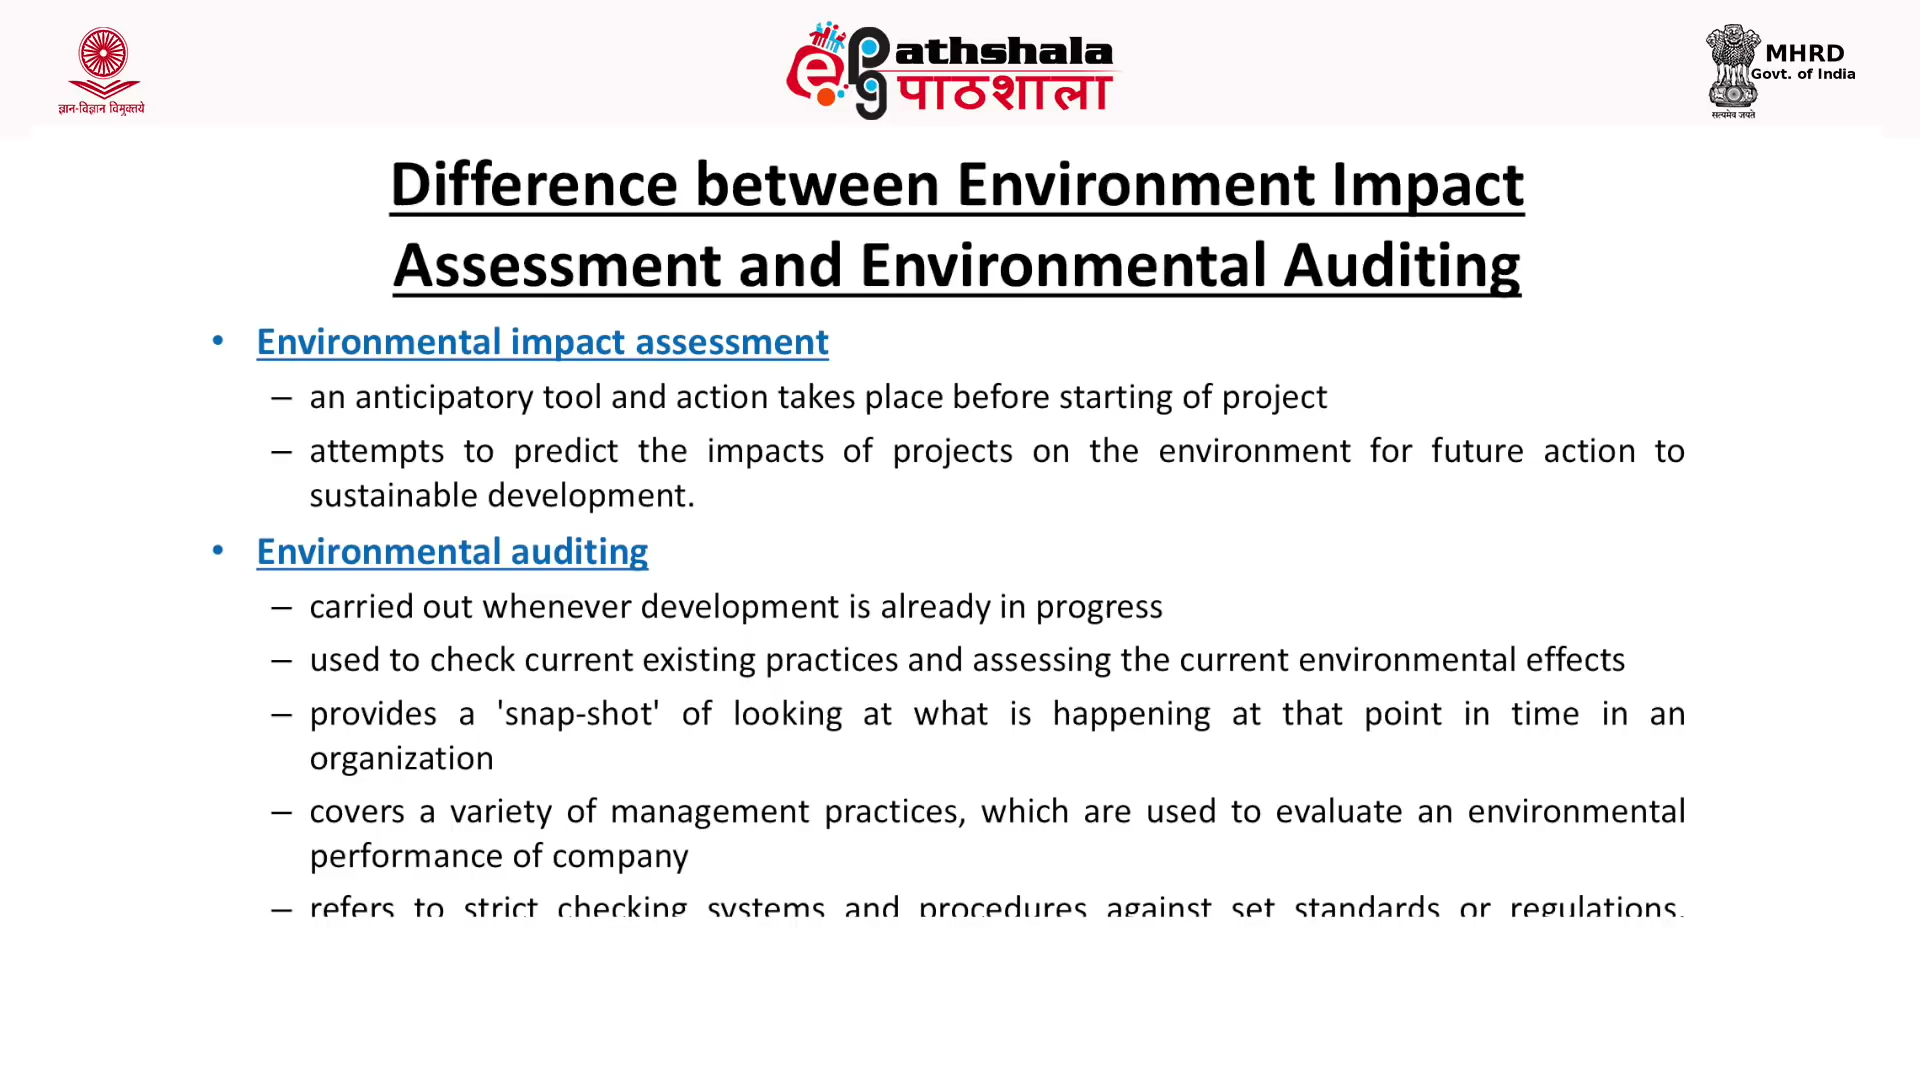 ज्ञान-विज्ञान विमुक्तये
e PG athshala
पाठशाला
MHRD
Govt. of India
सत्यमेव जयते
Difference between Environment Impact
Assessment and Environmental Auditing
• Environmental impact assessment
– an anticipatory tool and action takes place before starting of project
– attempts to predict the impacts of projects on the environment for future action to
sustainable development.
• Environmental auditing
– carried out whenever development is already in progress
– used to check current existing practices and assessing the current environmental effects
– provides a 'snap-shot' of looking at what is happening at that point in time in an
organization
– covers a variety of management practices, which are used to evaluate an environmental
performance of company
– refers to strict checking systems and procedures against set standards or regulations.